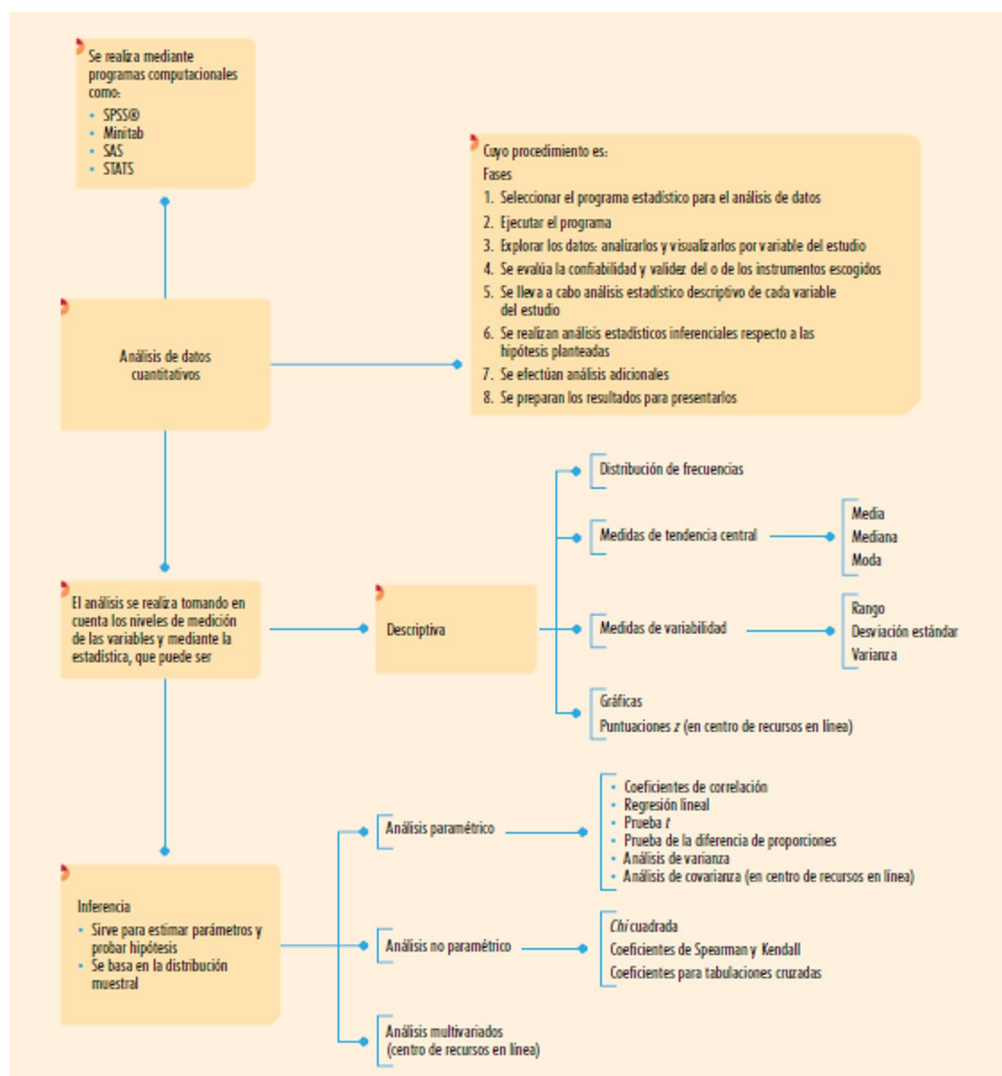 Se realiza mediante
programas computacionales
como:
• SPSS®
• Minitab
• SAS
• STATS
Cuyo procedimiento es:
Fases
1. Seleccionar el programa estadístico para el análisis de datos
2. Ejecutar el programa
3. Explorar los datos: analizarlos y visualizarlos por variable del estudio
4. Se evalúa la confiabilidad y validez del o de los instrumentos escogidos
5. Se lleva a cabo análisis estadístico descriptivo de cada variable
del estudio
6. Se realizan análisis estadísticos inferenciales respecto a las
hipótesis planteadas
7. Se efectúan análisis adicionales
8. Se preparan los resultados para presentarlos
Análisis de datos
cuantitativos
El análisis se realiza tomando en
cuenta los niveles de medición
de las variables y mediante la
estadística, que puede ser
Descriptiva
Distribución de frecuencias
Medidas de tendencia central
Media
Mediana
Moda
Medidas de variabilidad
Rango
Desviación estándar
Varianza
Gráficas
Puntuaciones z (en centro de recursos en línea)
Inferencia
• Sirve para estimar parámetros y
probar hipótesis
• Se basa en la distribución
muestral
Análisis paramétrico
• Coeficientes de correlación
• Regresión lineal
• Prueba t
• Prueba de la diferencia de proporciones
• Análisis de varianza
• Análisis de covarianza (en centro de recursos en línea)
Análisis no paramétrico
Chi cuadrada
Coeficientes de Spearman y Kendall
Coeficientes para tabulaciones cruzadas
Análisis multivariados
(centro de recursos en línea)